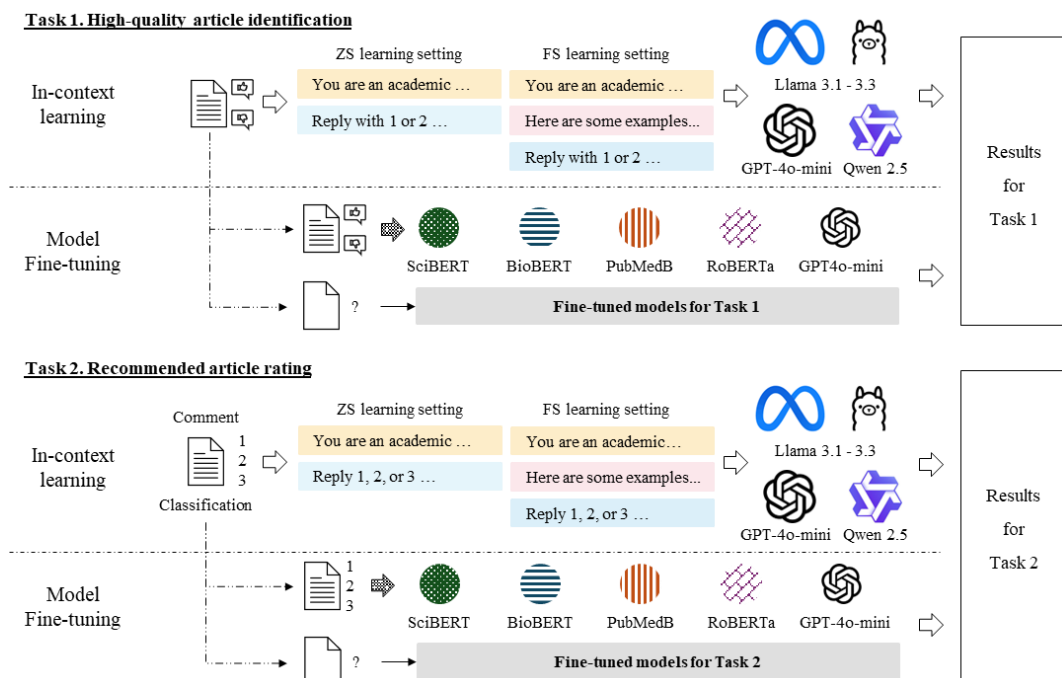 Task 1. High-quality article identification
ZS learning setting
FS learning setting
In-context
learning
You are an academic …
Reply with 1 or 2 …
You are an academic …
Here are some examples...
Reply with 1 or 2 …
Llama 3.1 - 3.3
GPT-4o-mini
Qwen 2.5
Results
for
Task 1
Model
Fine-tuning
SciBERT
BioBERT
PubMedB
RoBERTa
GPT4o-mini
?
Fine-tuned models for Task 1
Task 2. Recommended article rating
ZS learning setting
FS learning setting
In-context
learning
Comment
1
2
3
Classification
You are an academic …
Reply 1, 2, or 3 …
You are an academic…
Here are some examples...
Reply 1, 2, or 3 …
Llama 3.1 - 3.3
GPT-4o-mini
Qwen 2.5
Results
for
Task 2
Model
Fine-tuning
1
2
3
SciBERT
BioBERT
PubMedB
RoBERTa
GPT-4o-mini
?
Fine-tuned models for Task 2